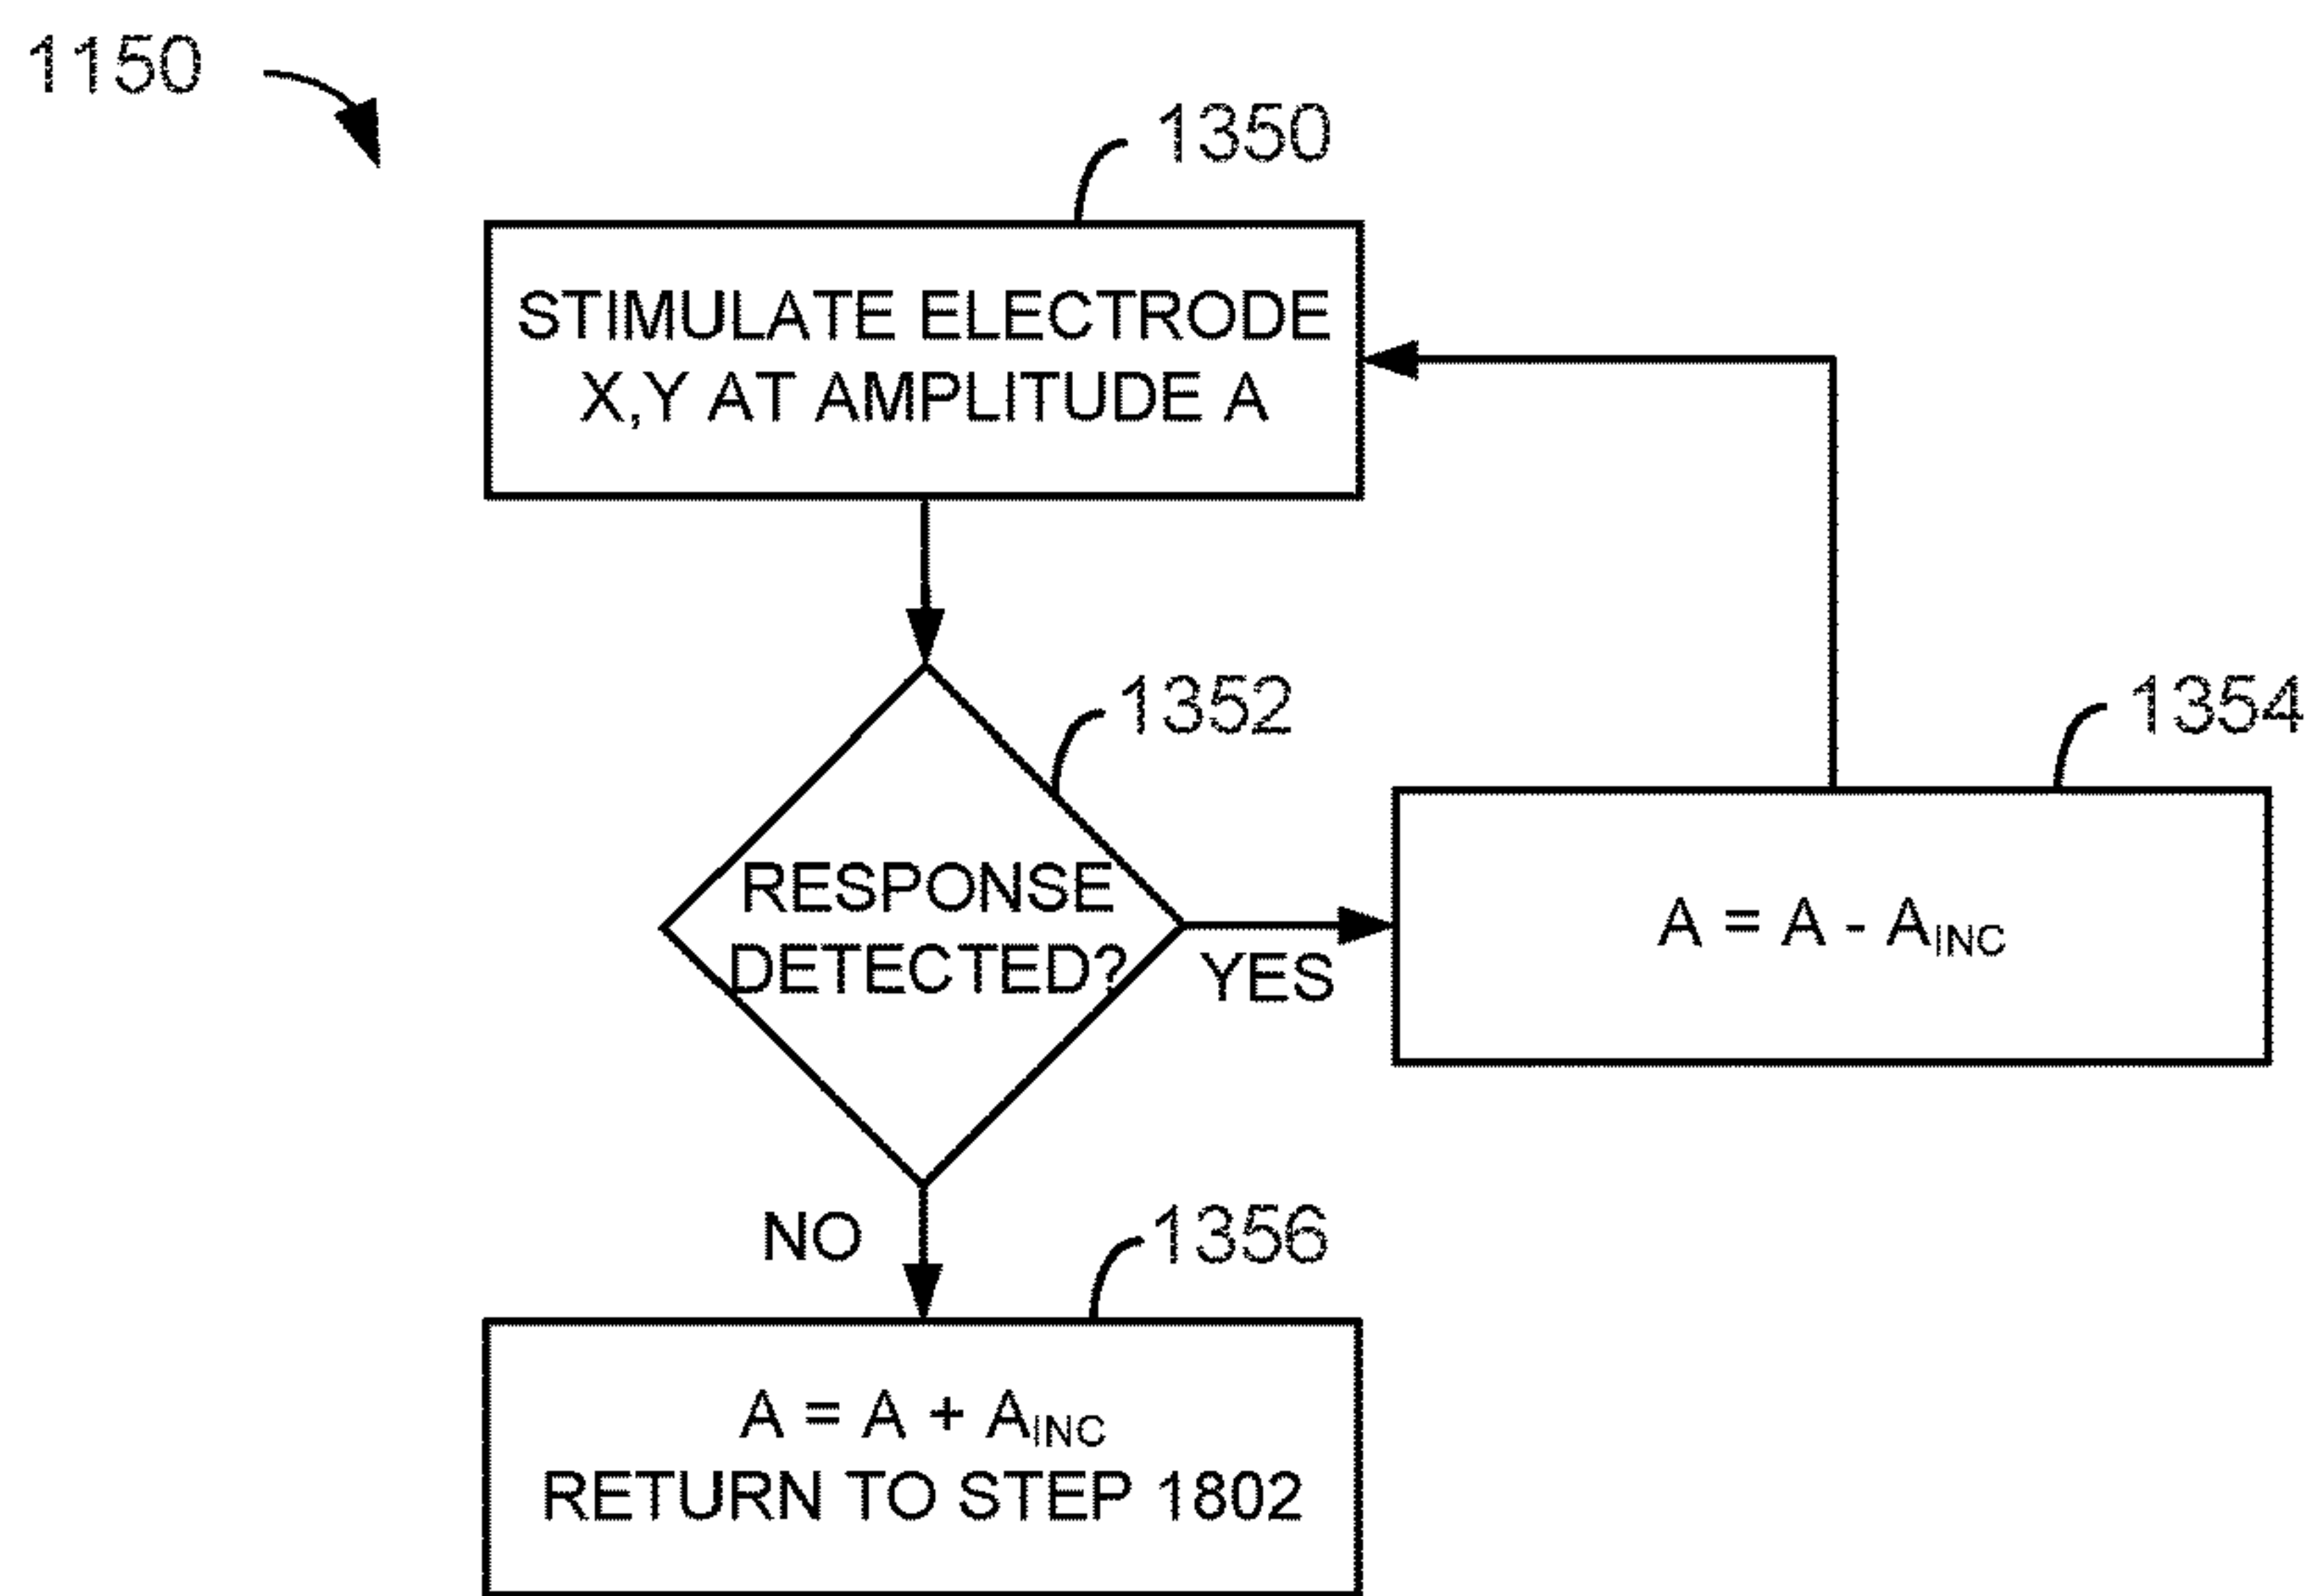 1150
1350
STIMULATE ELECTRODE
X,Y AT AMPLITUDE A
1352
1354
RESPONSE
DETECTED?
YES
A = A - AINC
NO
1356
A = A + AINC
RETURN TO STEP 1802